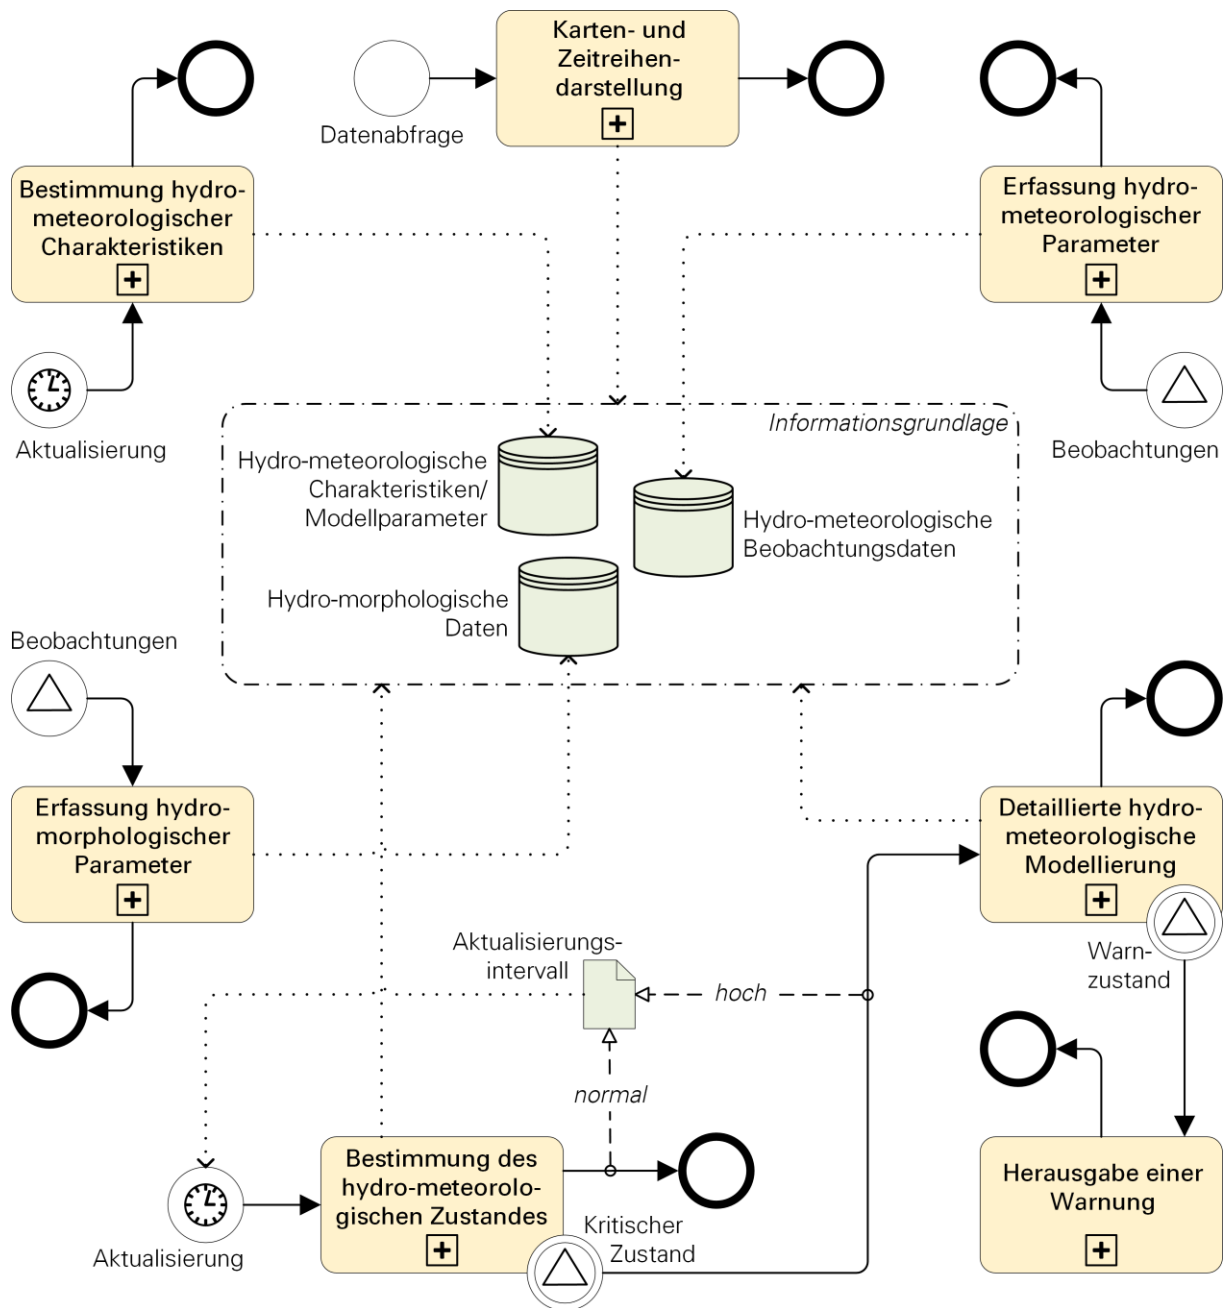 Karten- und
Zeitreihen-
darstellung
Datenabfrage
Bestimmung hydro-
meteorologischer
Charakteristiken
Erfassung hydro-
meteorologischer
Parameter
Aktualisierung
Beobachtungen
Informationsgrundlage
Hydro-meteorologische
Charakteristiken/
Modellparameter
Hydro-meteorologische
Beobachtungsdaten
Hydro-morphologische
Daten
Beobachtungen
Erfassung hydro-
morphologischer
Parameter
Detaillierte hydro-
meteorologische
Modellierung
Warn-
zustand
Aktualisierungs-
intervall
hoch
normal
Bestimmung des
hydro-meteorolo-
gischen Zustandes
Aktualisierung
Kritischer
Zustand
Herausgabe einer
Warnung